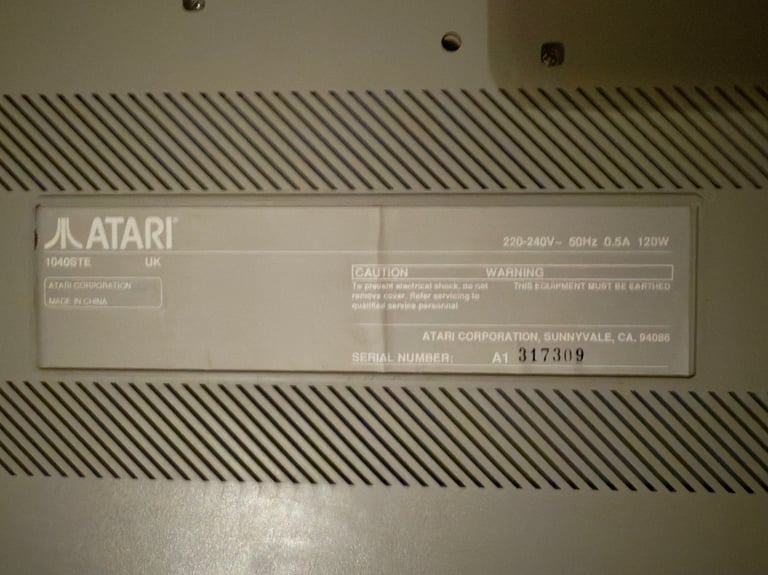 ATARI®
220-240V~ 50Hz 0.5A 120W
1040STE UK
CAUTION WARNING
ATARI CORPORATION
MADE IN CHINA
To prevent electrical shock, do not
remove cover. Refer servicing to
qualified service personnel
THIS EQUIPMENT MUST BE EARTHED
ATARI CORPORATION, SUNNYVALE, CA. 94086
SERIAL NUMBER: A1 317309